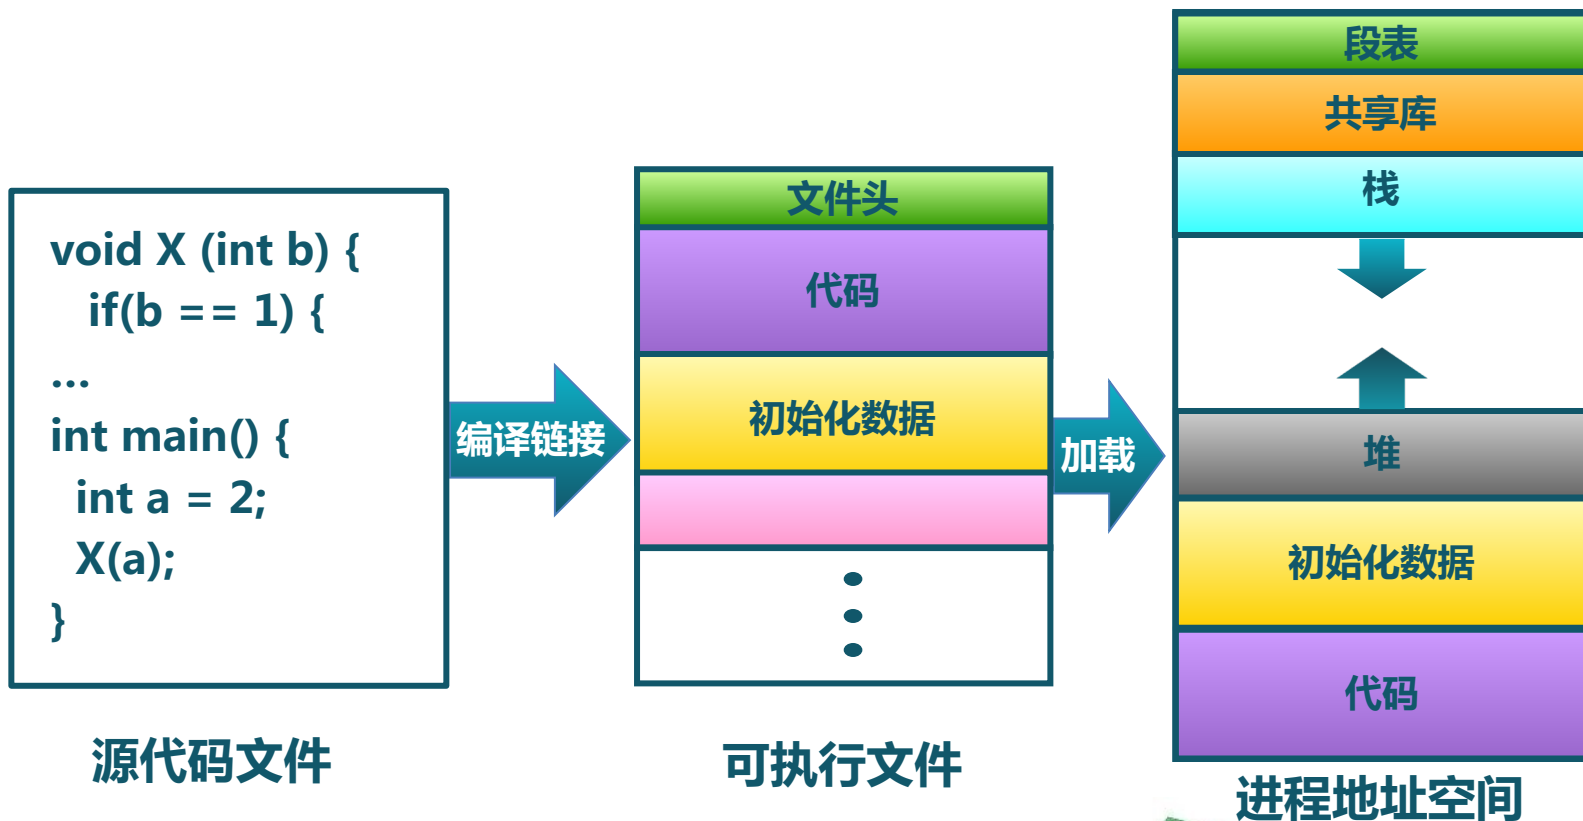 void X (int b) {
if(b == 1) {
...
int main() {
int a = 2;
X(a);
}
源代码文件
编译链接
文件头
代码
初始化数据
可执行文件
加载
段表
共享库
栈
堆
初始化数据
代码
进程地址空间